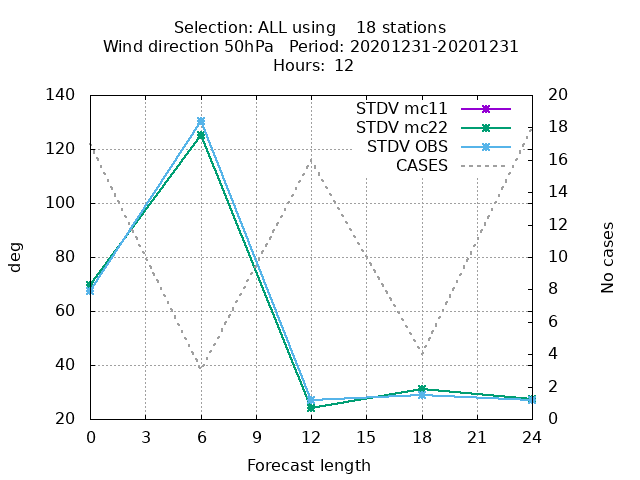 Selection: ALL using    18 stations
Wind direction 50hPa   Period: 20201231-20201231
Hours: 12
140
120
100
80
60
40
20
deg
STDV mc11
STDV mc22
STDV OBS
CASES
20
18
16
14
12
10
8
6
4
2
0
No cases
0 3 6 9 12 15 18 21 24
Forecast length